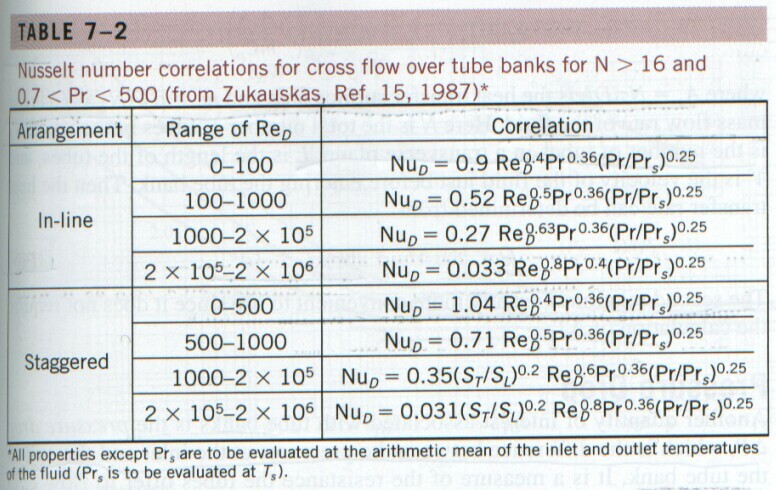 TABLE 7–2
Nusselt number correlations for cross flow over tube banks for N > 16 and
0.7 < Pr < 500 (from Zukauskas, Ref. 15, 1987)*
Arrangement Range of Re_D Correlation
In-line
0–100 Nu_D = 0.9 Re_D^0.4 Pr^0.36 (Pr/Pr_s)^0.25
100–1000 Nu_D = 0.52 Re_D^0.5 Pr^0.36 (Pr/Pr_s)^0.25
1000–2 × 10^5 Nu_D = 0.27 Re_D^0.63 Pr^0.36 (Pr/Pr_s)^0.25
2 × 10^5–2 × 10^6 Nu_D = 0.033 Re_D^0.8 Pr^0.4 (Pr/Pr_s)^0.25
Staggered
0–500 Nu_D = 1.04 Re_D^0.4 Pr^0.36 (Pr/Pr_s)^0.25
500–1000 Nu_D = 0.71 Re_D^0.5 Pr^0.36 (Pr/Pr_s)^0.25
1000–2 × 10^5 Nu_D = 0.35(S_T/S_L)^0.2 Re_D^0.6 Pr^0.36 (Pr/Pr_s)^0.25
2 × 10^5–2 × 10^6 Nu_D = 0.031(S_T/S_L)^0.2 Re_D^0.8 Pr^0.36 (Pr/Pr_s)^0.25
*All properties except Pr_s are to be evaluated at the arithmetic mean of the inlet and outlet temperatures
of the fluid (Pr_s is to be evaluated at T_s).